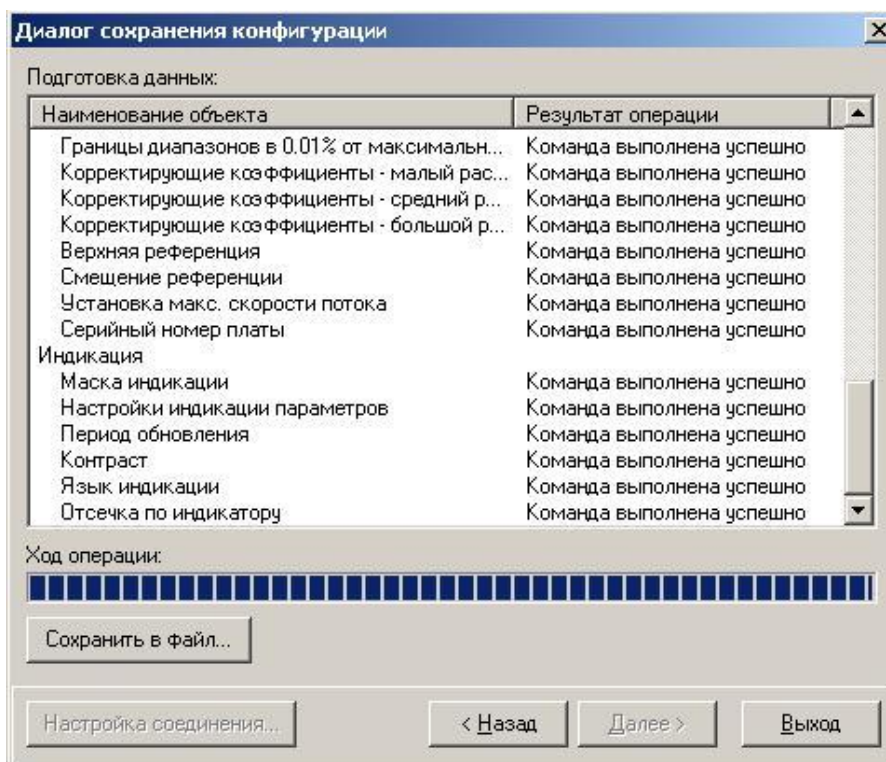 Диалог сохранения конфигурации
Подготовка данных:
Наименование объекта Результат операции
Границы диапазонов в 0.01% от максимальн... Команда выполнена успешно
Корректирующие коэффициенты - малый рас... Команда выполнена успешно
Корректирующие коэффициенты - средний р... Команда выполнена успешно
Корректирующие коэффициенты - большой р... Команда выполнена успешно
Верхняя референция Команда выполнена успешно
Смещение референции Команда выполнена успешно
Установка макс. скорости потока Команда выполнена успешно
Серийный номер платы Команда выполнена успешно
Индикация
Маска индикации Команда выполнена успешно
Настройки индикации параметров Команда выполнена успешно
Период обновления Команда выполнена успешно
Контраст Команда выполнена успешно
Язык индикации Команда выполнена успешно
Отсечка по индикатору Команда выполнена успешно
Ход операции:
Сохранить в файл...
Настройка соединения... < Назад Далее > Выход